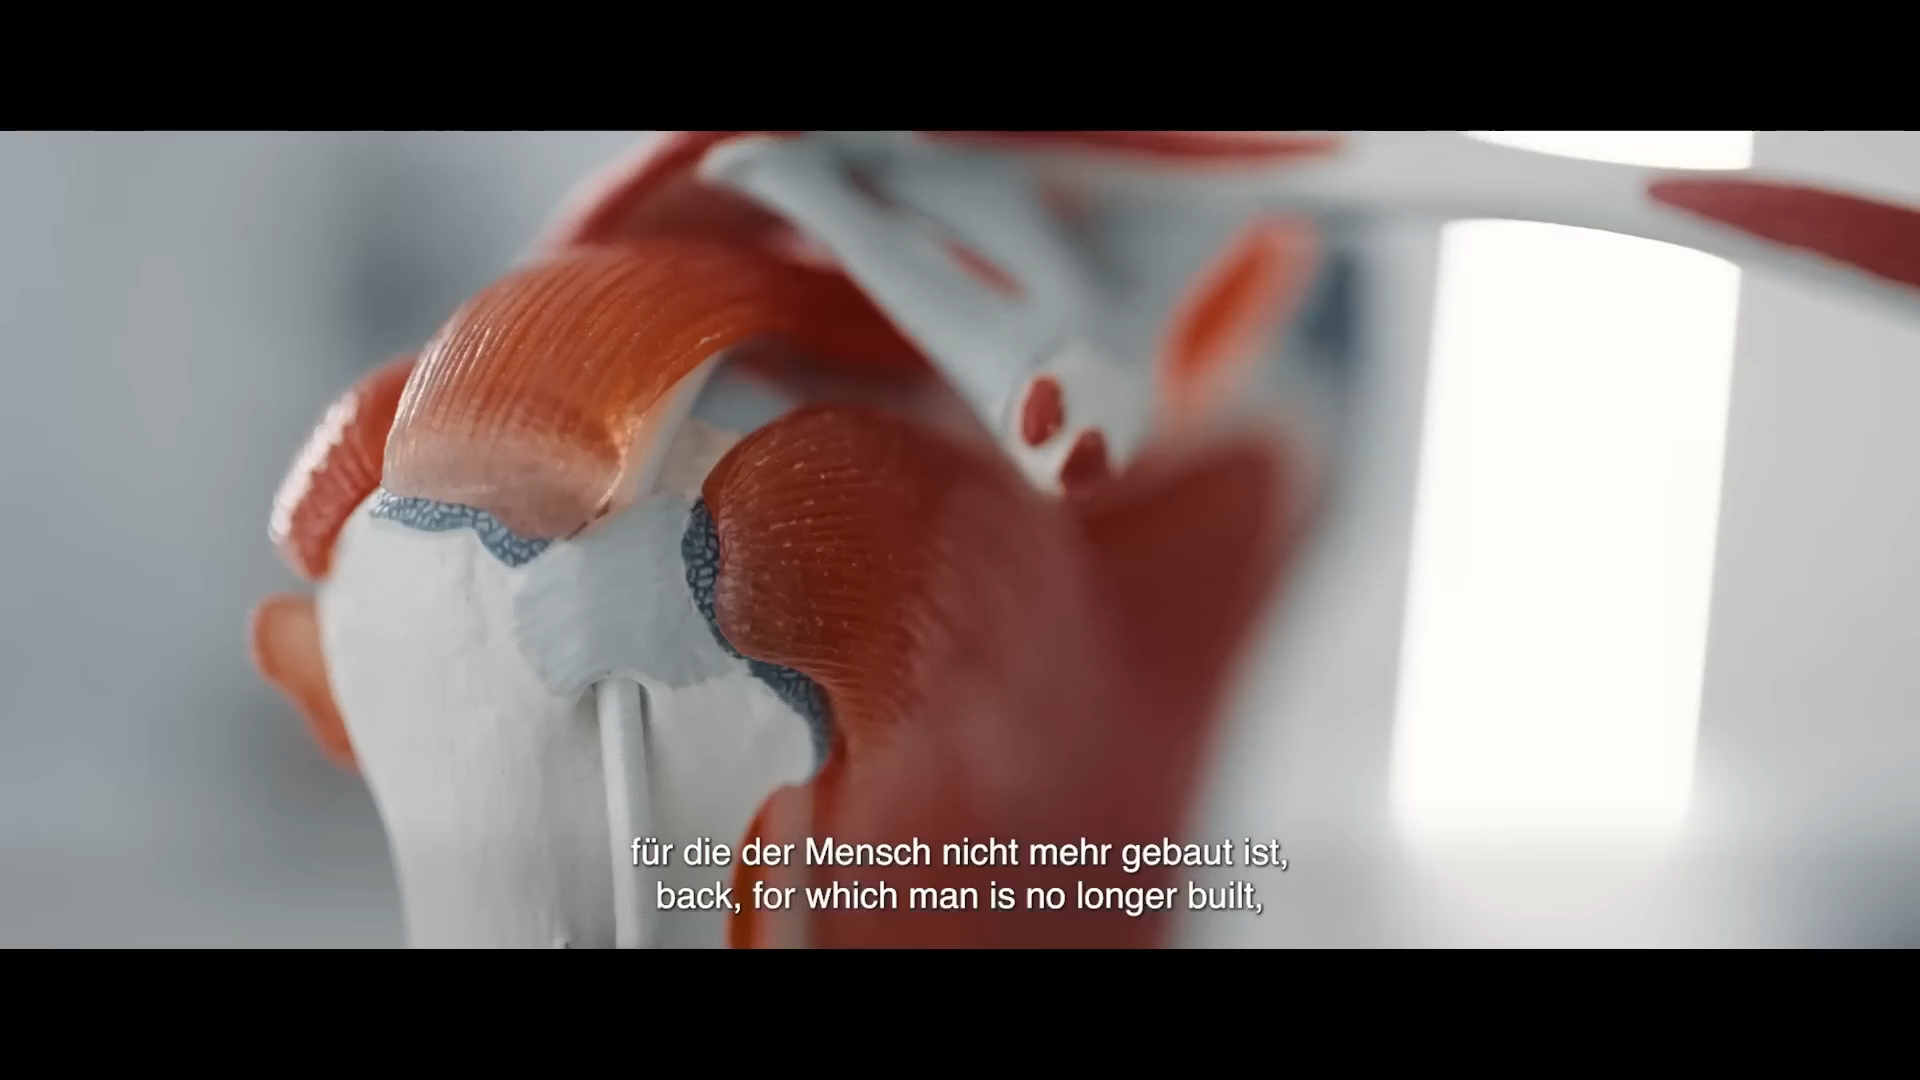 für die der Mensch nicht mehr gebaut ist,
back, for which man is no longer built,